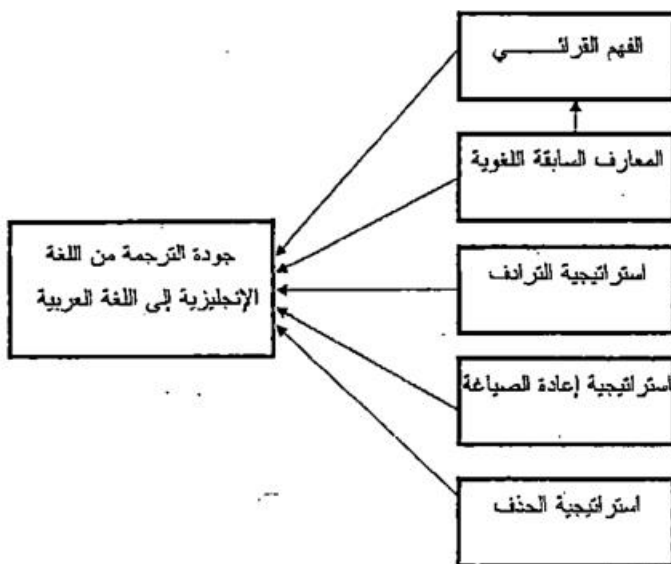 الفهم القرائــــي
المعارف السابقة اللغوية
استراتيجية الترادف
استراتيجية إعادة الصياغة
استراتيجية الحذف
جودة الترجمة من اللغة
الإنجليزية إلى اللغة العربية